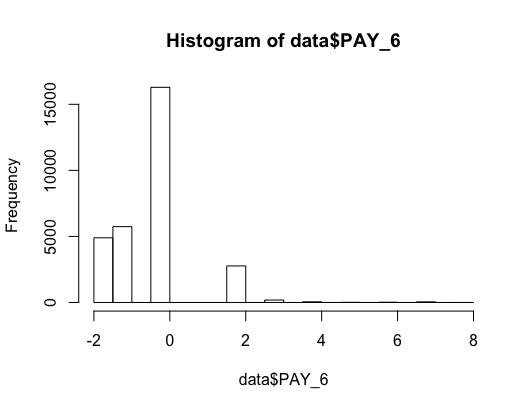 Histogram of data$PAY_6
Frequency
15000
10000
5000
0
-2 0 2 4 6 8
data$PAY_6